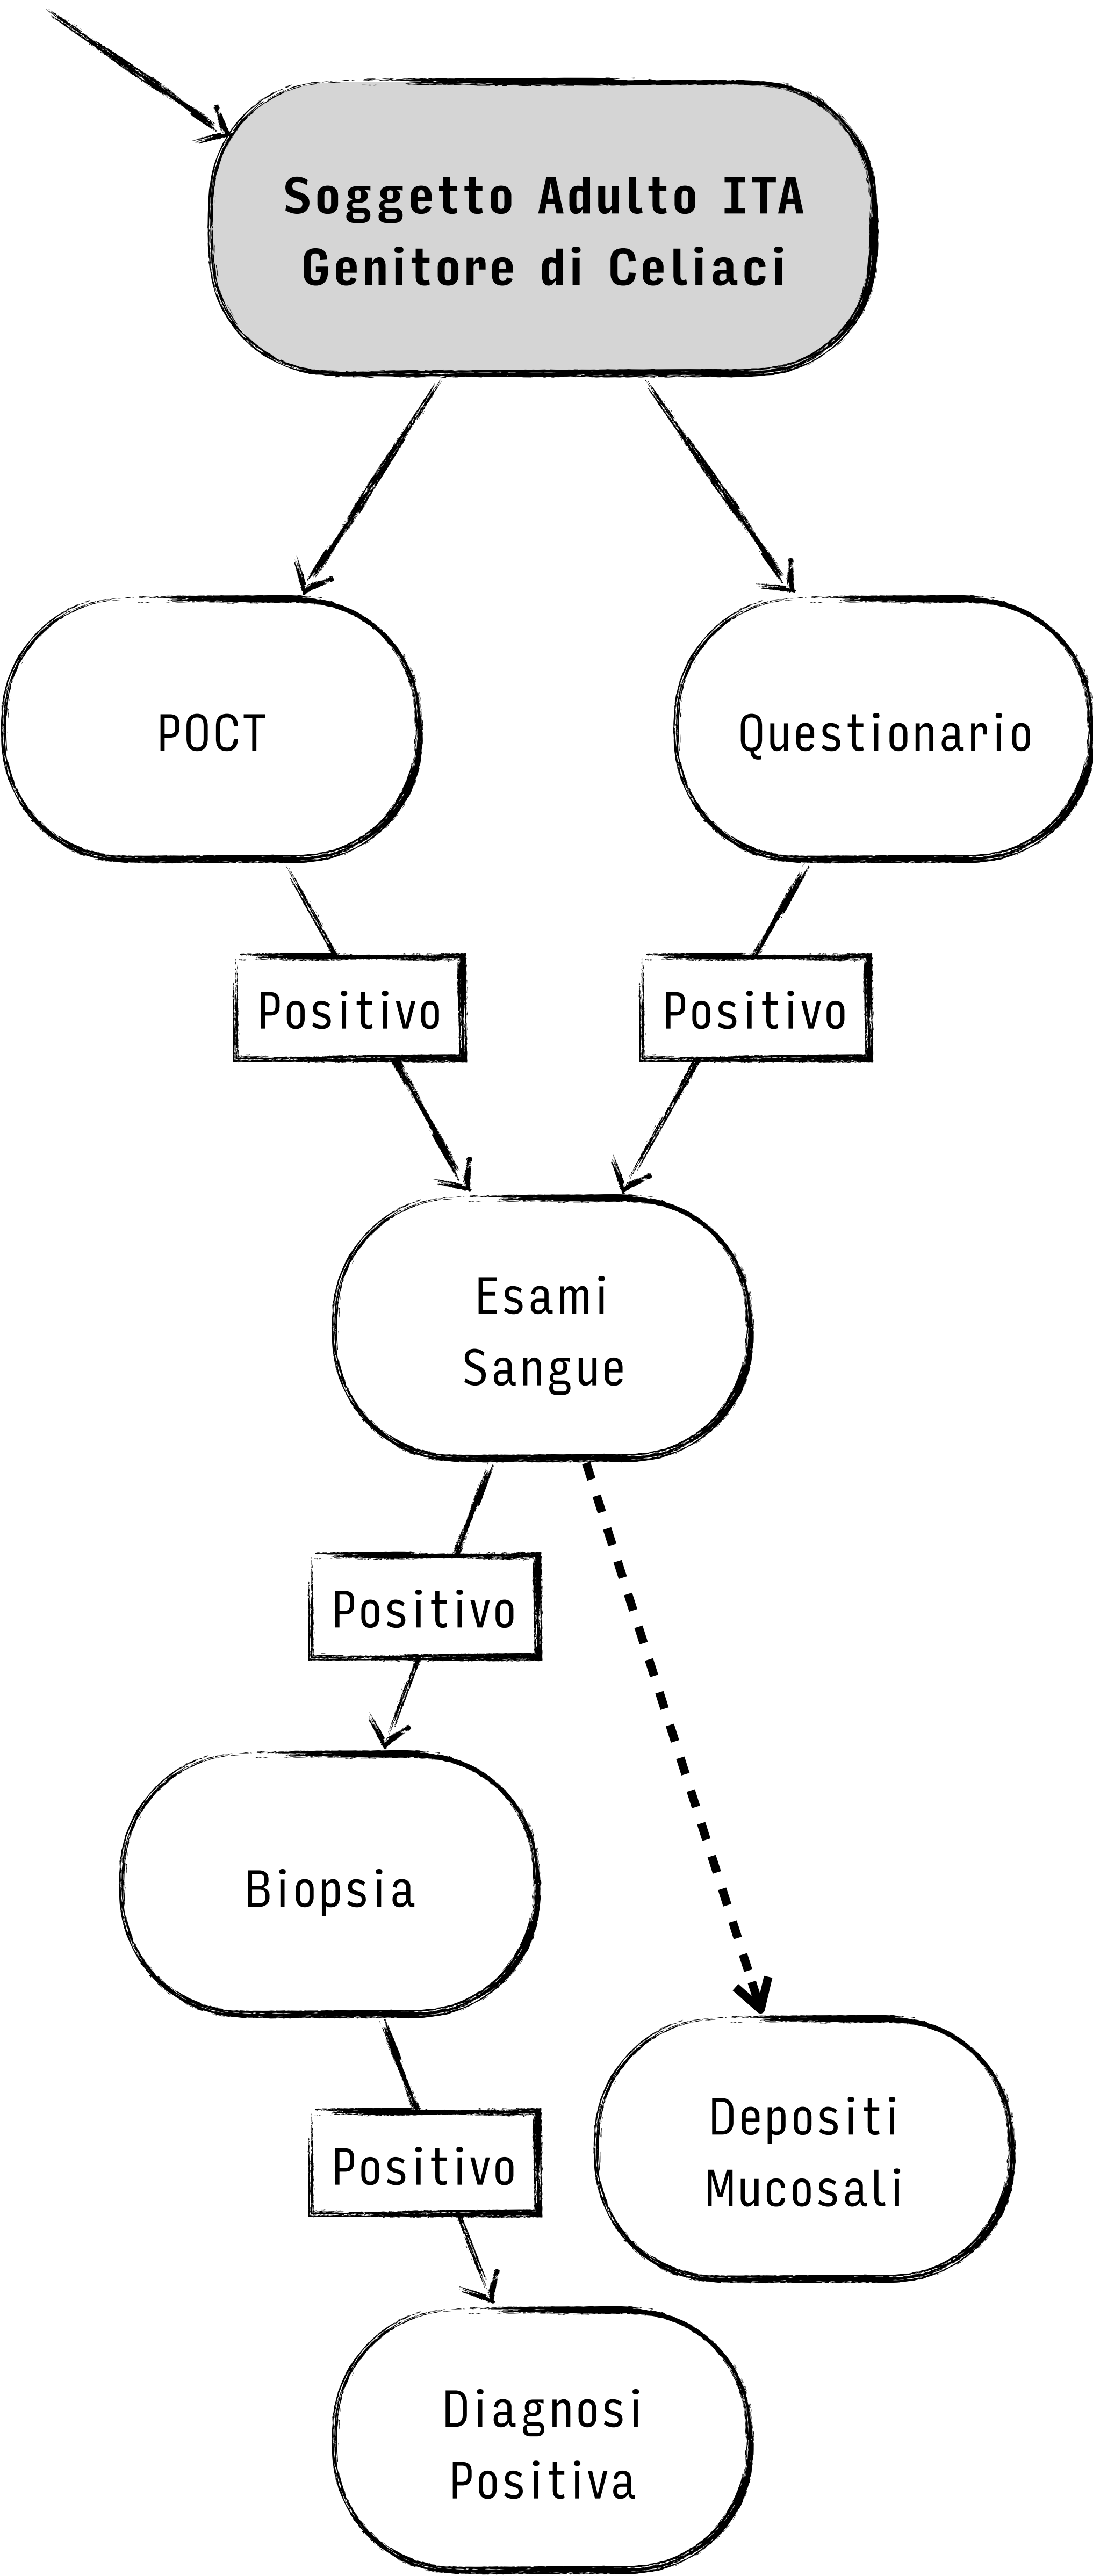 Soggetto Adulto ITA
Genitore di Celiaci
POCT
Questionario
Positivo
Positivo
Esami
Sangue
Positivo
Biopsia
Positivo
Depositi
Mucosali
Diagnosi
Positiva